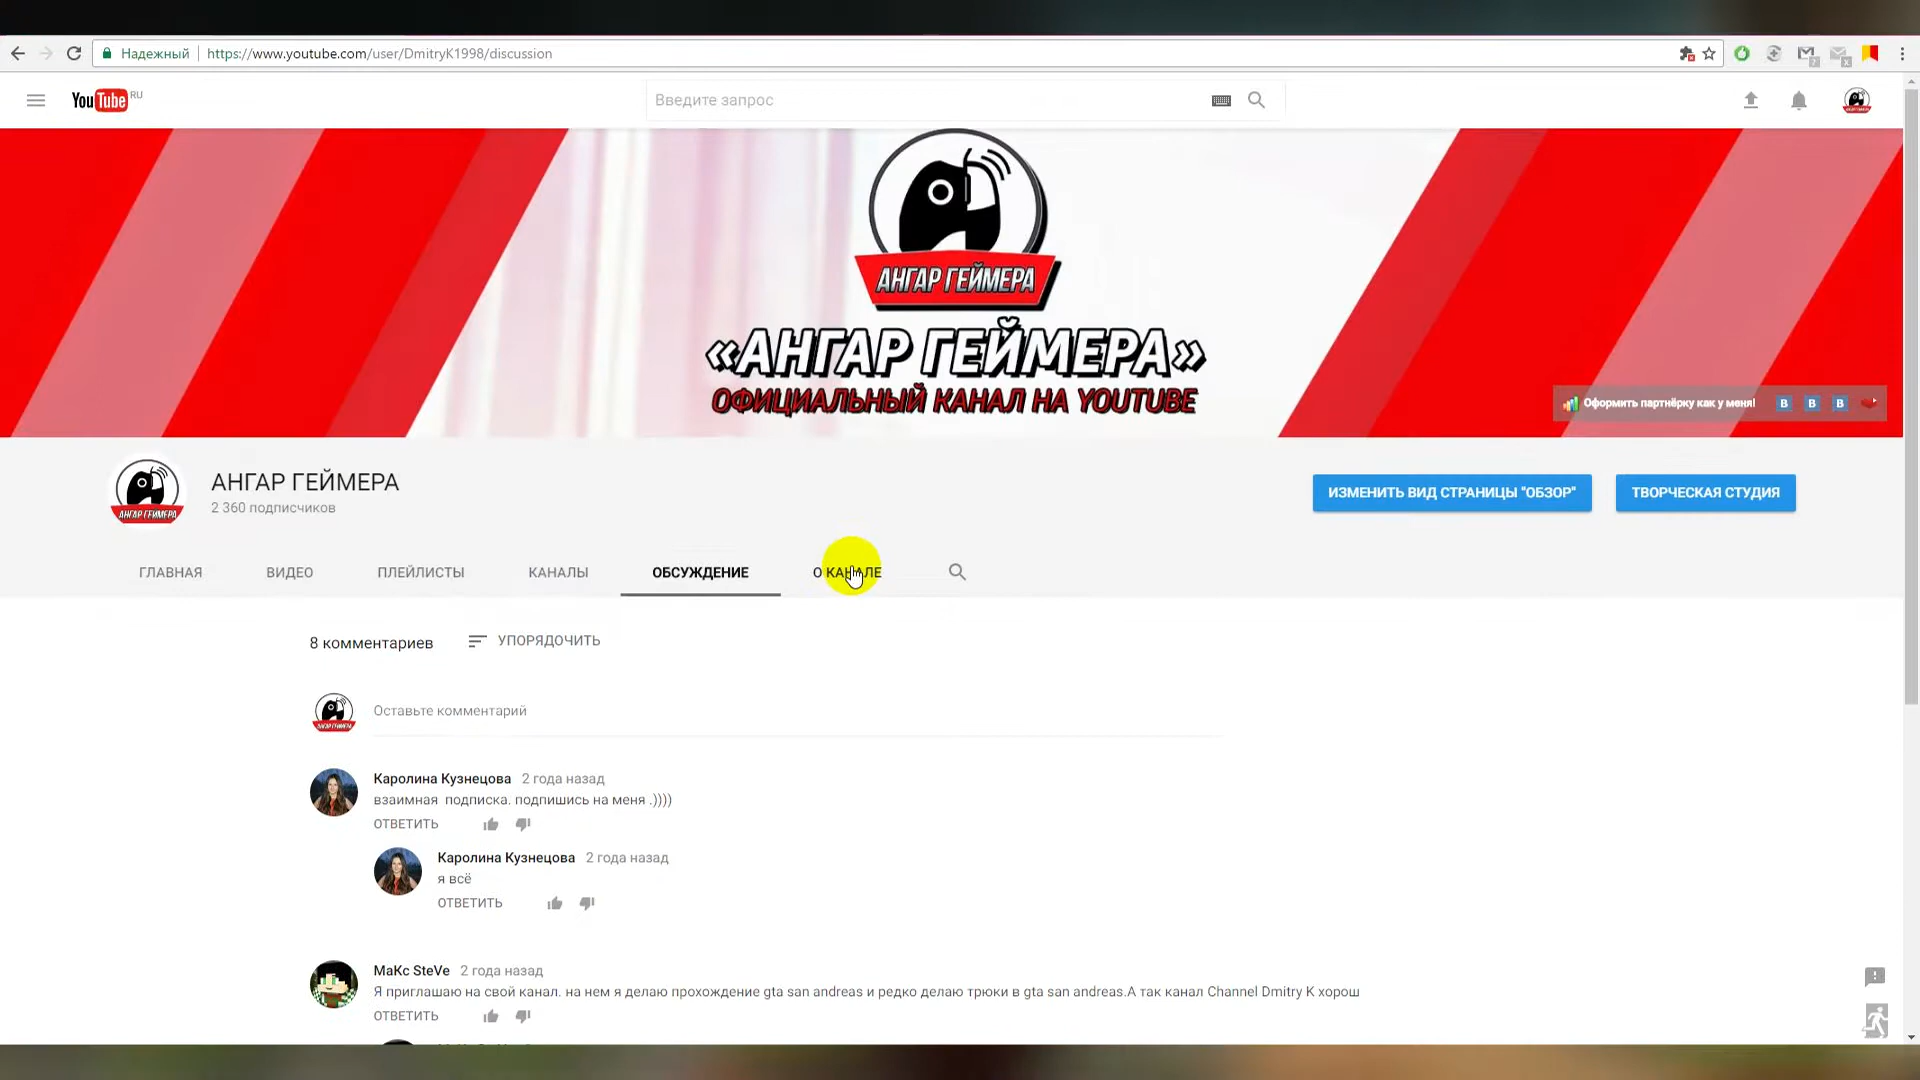 Надежный https://www.youtube.com/user/DmitryK1998/discussion
YouTube RU
Введите запрос
АНГАР ГЕЙМЕРА
«АНГАР ГЕЙМЕРА»
ОФИЦИАЛЬНЫЙ КАНАЛ НА YOUTUBE
Оформить партнёрку как у меня! B B B
АНГАР ГЕЙМЕРА
АНГАР ГЕЙМЕРА
2 360 подписчиков
ИЗМЕНИТЬ ВИД СТРАНИЦЫ "ОБЗОР"
ТВОРЧЕСКАЯ СТУДИЯ
ГЛАВНАЯ ВИДЕО ПЛЕЙЛИСТЫ КАНАЛЫ ОБСУЖДЕНИЕ О КАНАЛЕ
8 комментариев УПОРЯДОЧИТЬ
Оставьте комментарий
Каролина Кузнецова 2 года назад
взаимная подписка. подпишись на меня .))))
ОТВЕТИТЬ
Каролина Кузнецова 2 года назад
я всё
ОТВЕТИТЬ
МаКс SteVe 2 года назад
Я приглашаю на свой канал. на нем я делаю прохождение gta san andreas и редко делаю трюки в gta san andreas.А так канал Channel Dmitry K хорош
ОТВЕТИТЬ